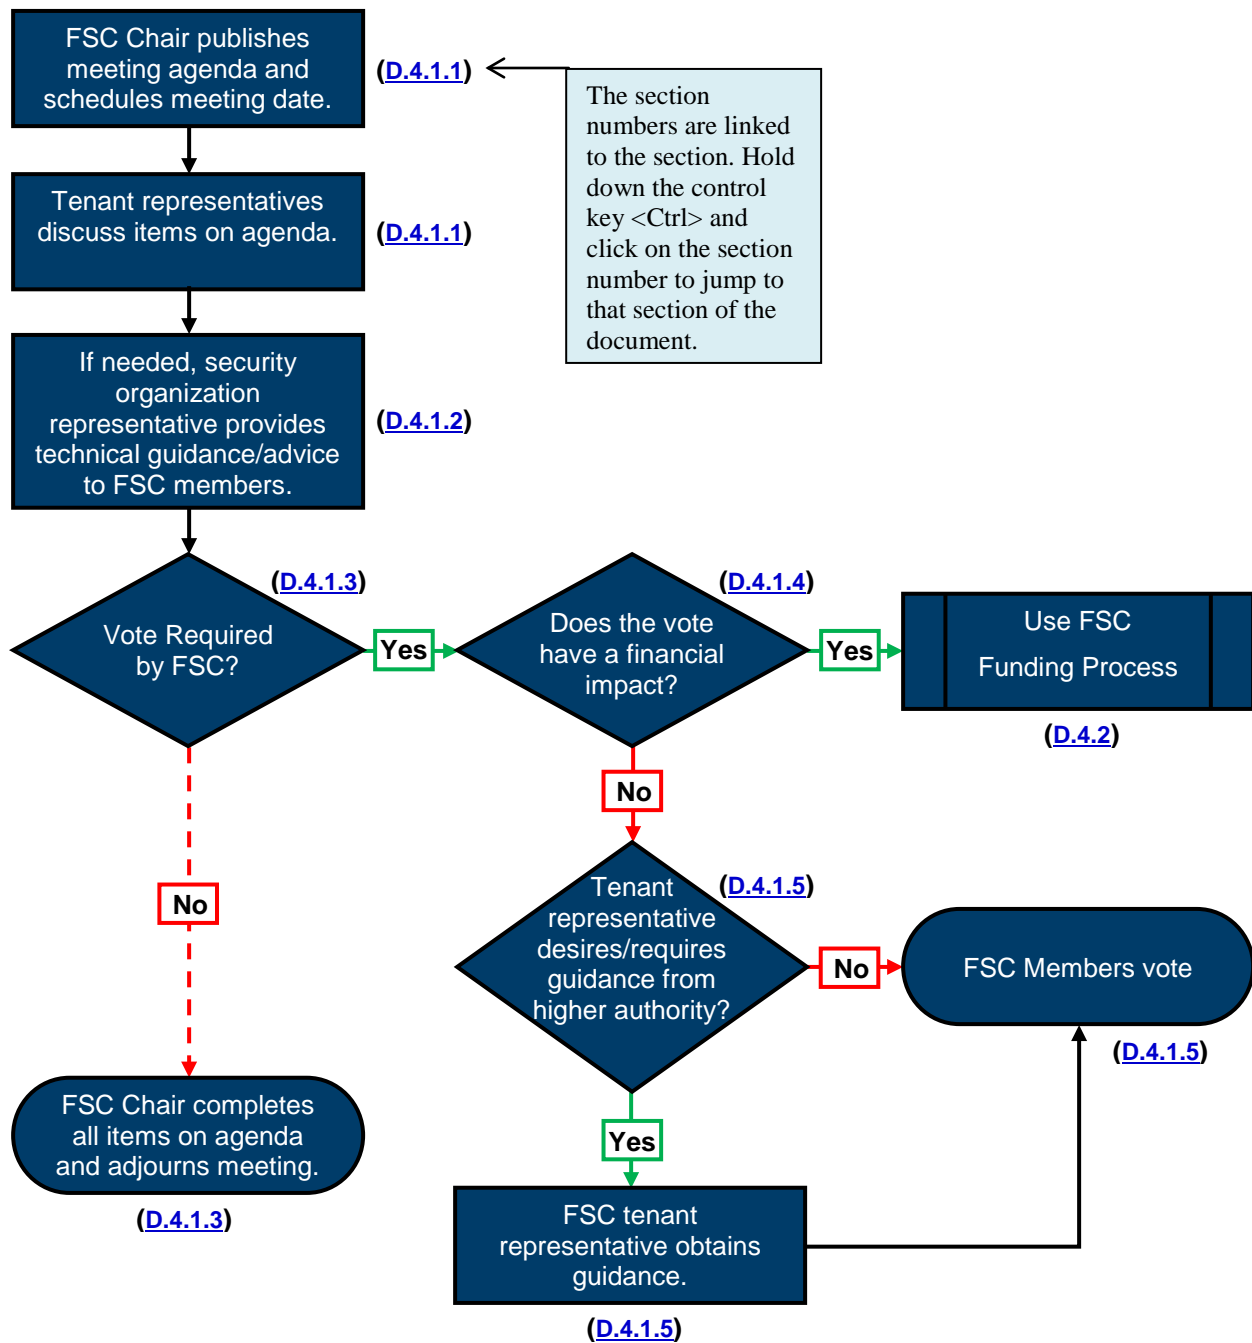 FSC Chair publishes
meeting agenda and
schedules meeting date.
(D.4.1.1)
The section
numbers are linked
to the section. Hold
down the control
key <Ctrl> and
click on the section
number to jump to
that section of the
document.
Tenant representatives
discuss items on agenda.
(D.4.1.1)
If needed, security
organization
representative provides
technical guidance/advice
to FSC members.
(D.4.1.2)
Vote Required
by FSC?
(D.4.1.3)
Yes
Does the vote
have a financial
impact?
(D.4.1.4)
Yes
Use FSC
Funding Process
(D.4.2)
No
No
Tenant
representative
desires/requires
guidance from
higher authority?
(D.4.1.5)
No
FSC Members vote
(D.4.1.5)
FSC Chair completes
all items on agenda
and adjourns meeting.
(D.4.1.3)
Yes
FSC tenant
representative obtains
guidance.
(D.4.1.5)